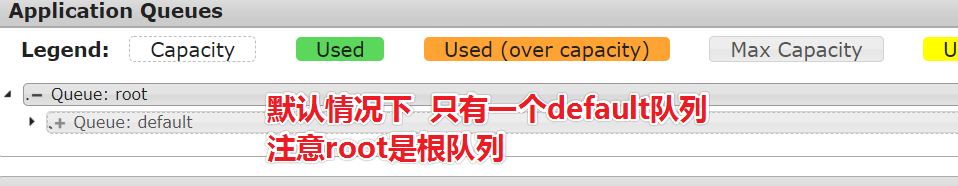 Application Queues
Legend: Capacity Used Used (over capacity) Max Capacity U
Queue: root
Queue: default
默认情况下 只有一个default队列
注意root是根队列